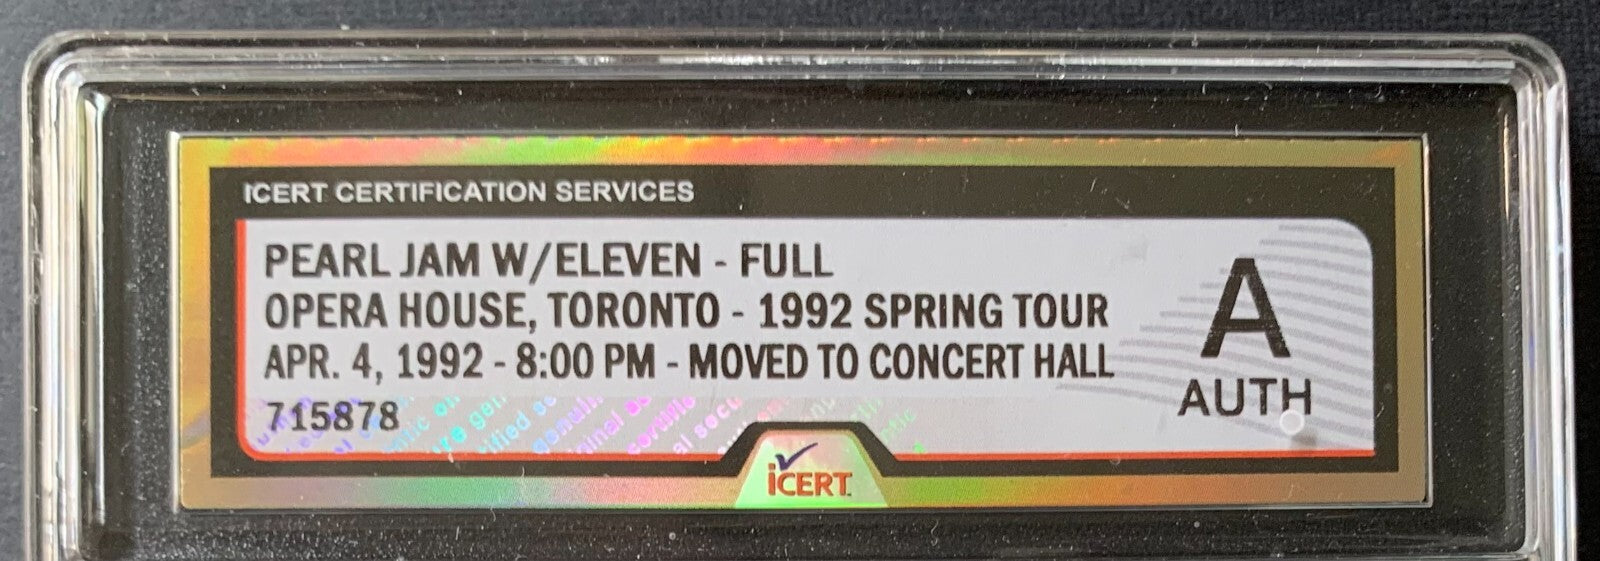 ICERT CERTIFICATION SERVICES
PEARL JAM W/ELEVEN - FULL
OPERA HOUSE, TORONTO - 1992 SPRING TOUR
APR. 4, 1992 - 8:00 PM - MOVED TO CONCERT HALL
715878
A
AUTH
iCERT